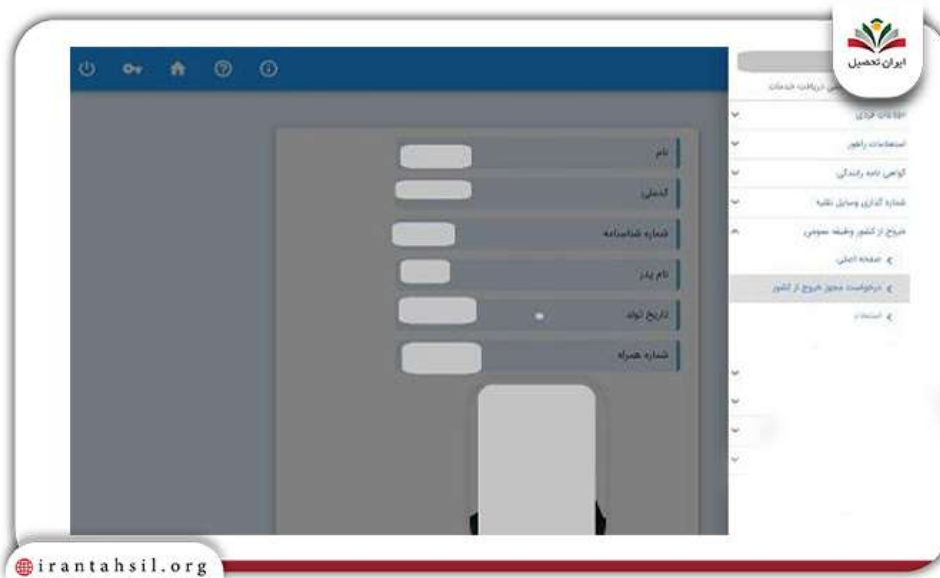 ایران تحصیل
دریافت خدمات
اطلاعات فردی
استعلامات راهور
گواهی نامه رانندگی
شماره گذاری وسایل نقلیه
خروج از کشور وظیفه عمومی
صفحه اصلی
درخواست مجوز خروج از کشور
استعلام
نام
کدملی
شماره شناسنامه
نام پدر
تاریخ تولد
شماره همراه
irantahsil.org